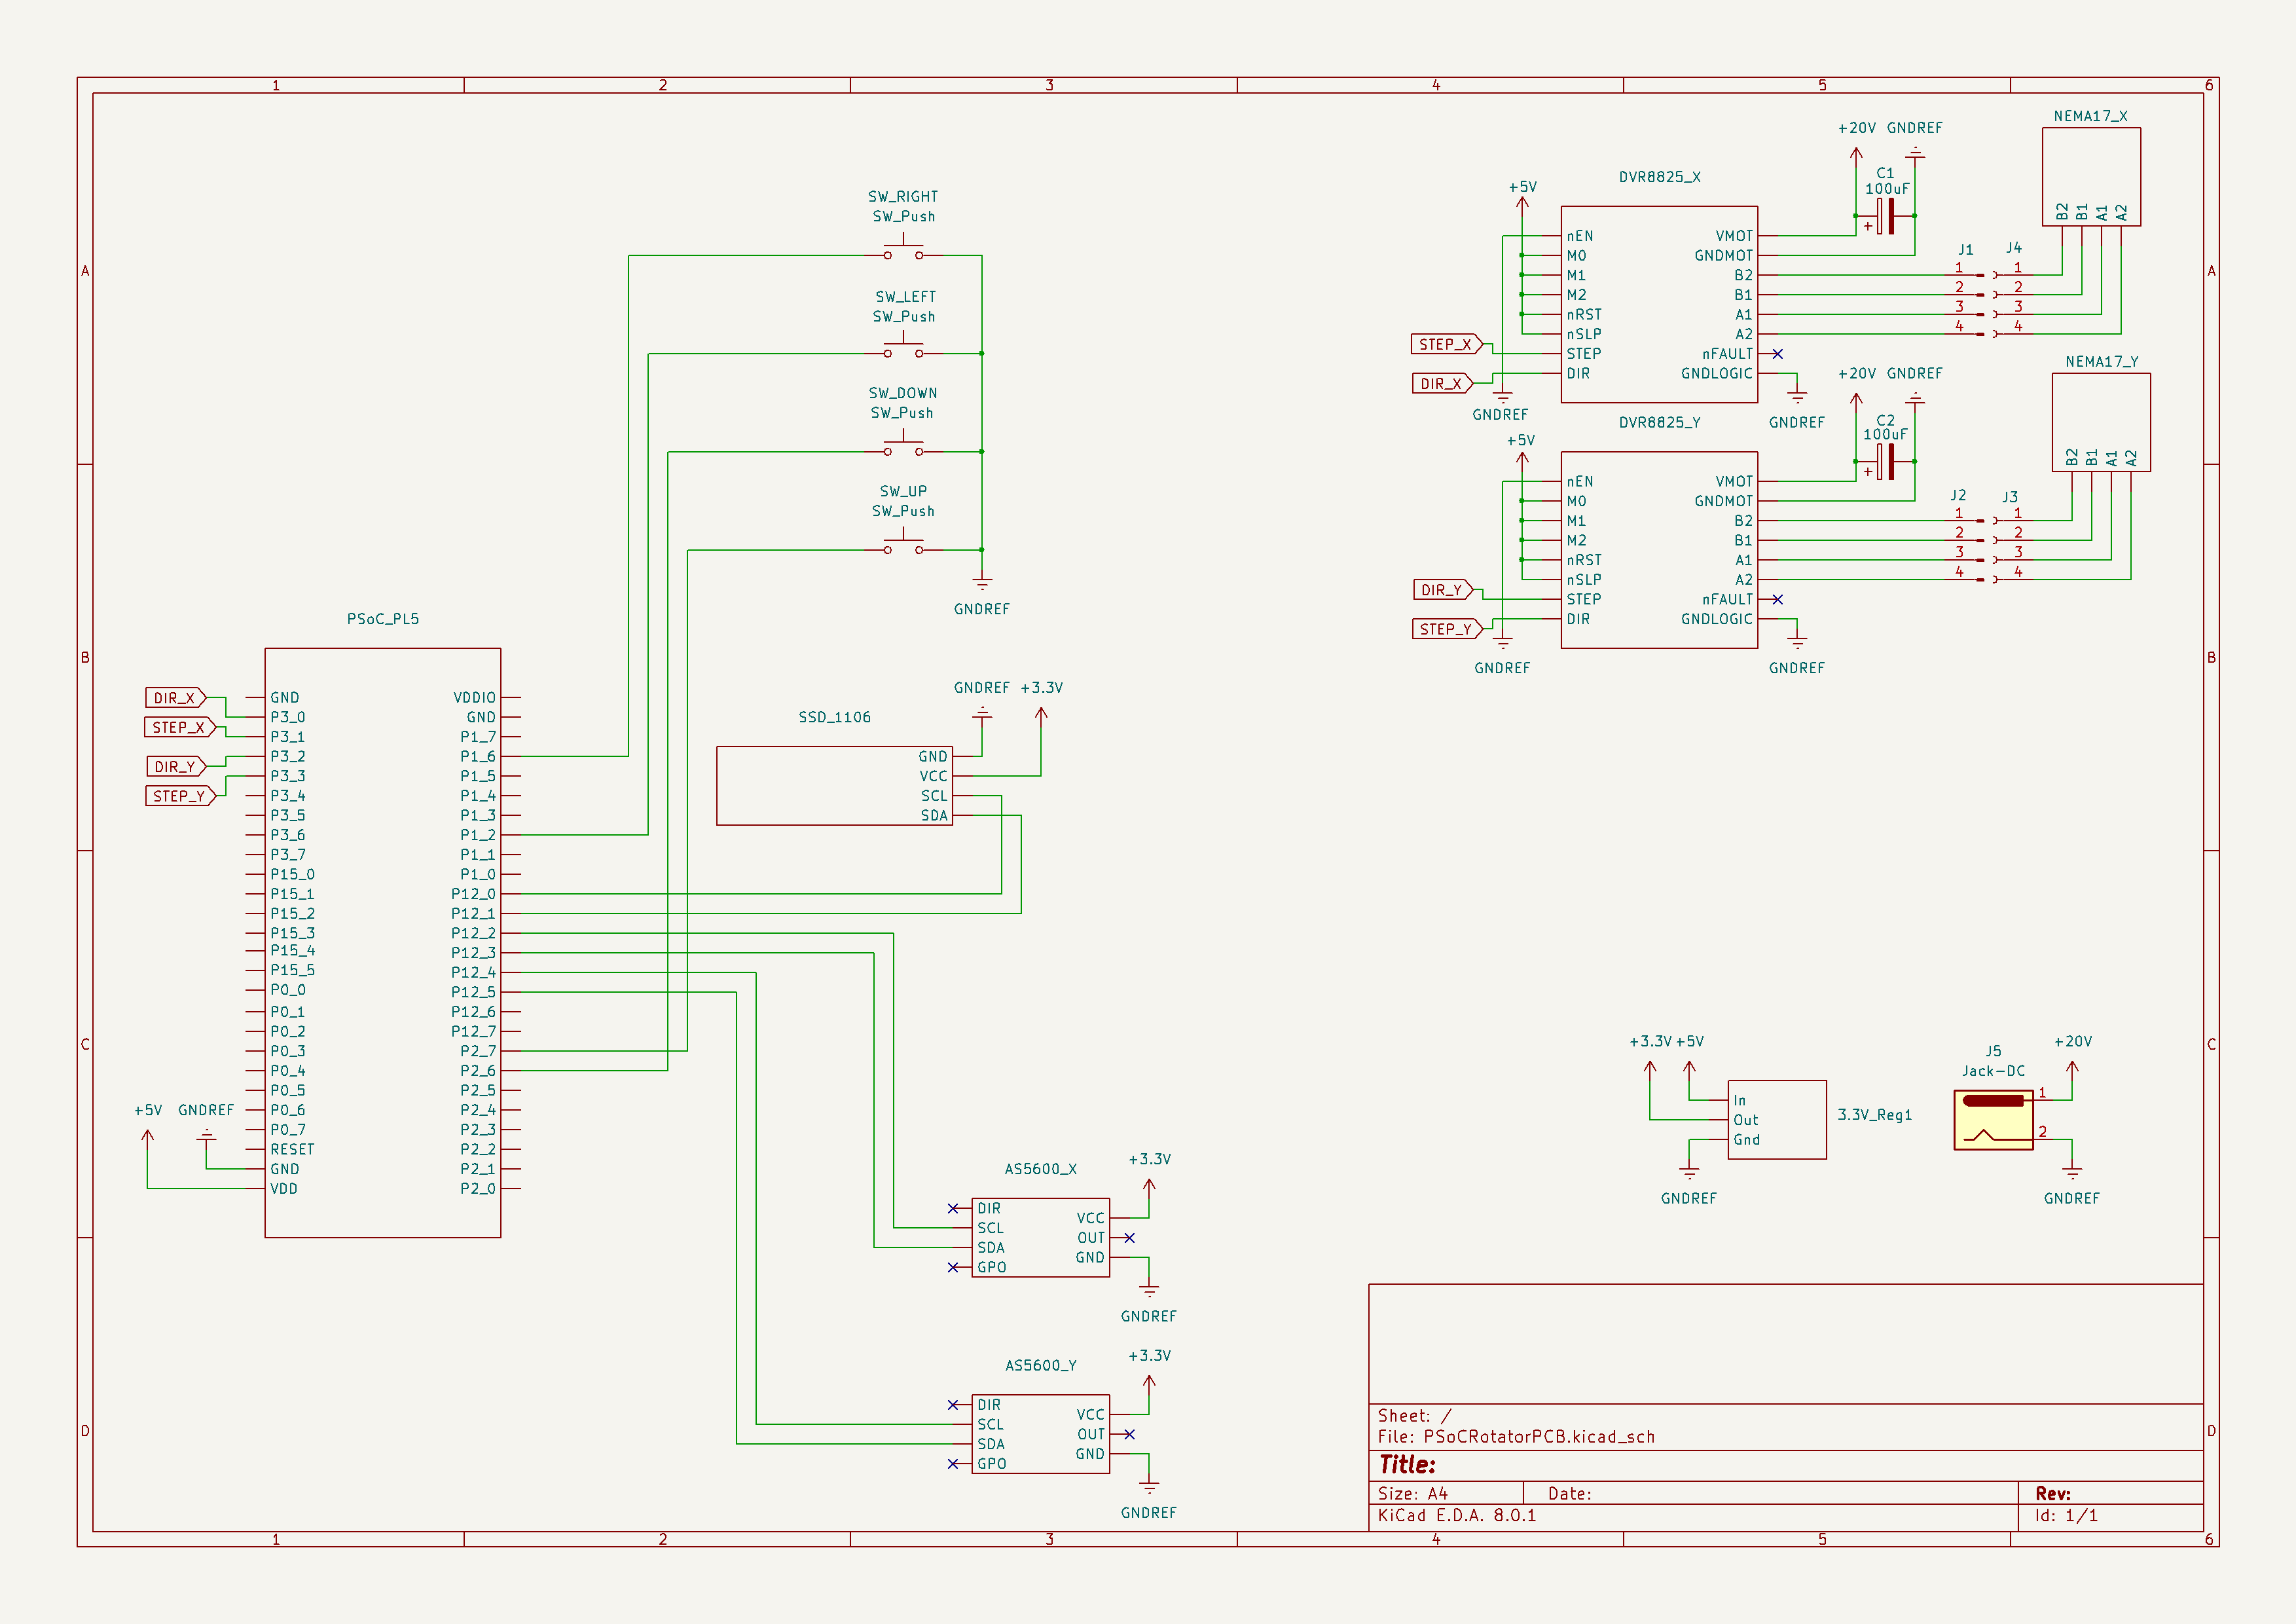 1 2 3 4 5 6
A
B
C
D
SW_RIGHT
SW_Push
SW_LEFT
SW_Push
SW_DOWN
SW_Push
SW_UP
SW_Push
GNDREF
PSoC_PL5
DIR_X
STEP_X
DIR_Y
STEP_Y
+5V GNDREF
GND
P3_0
P3_1
P3_2
P3_3
P3_4
P3_5
P3_6
P3_7
P15_0
P15_1
P15_2
P15_3
P15_4
P15_5
P0_0
P0_1
P0_2
P0_3
P0_4
P0_5
P0_6
P0_7
RESET
GND
VDD
VDDIO
GND
P1_7
P1_6
P1_5
P1_4
P1_3
P1_2
P1_1
P1_0
P12_0
P12_1
P12_2
P12_3
P12_4
P12_5
P12_6
P12_7
P2_7
P2_6
P2_5
P2_4
P2_3
P2_2
P2_1
P2_0
GNDREF +3.3V
SSD_1106
GND
VCC
SCL
SDA
AS5600_X
+3.3V
DIR
SCL
SDA
GPO
VCC
OUT
GND
GNDREF
AS5600_Y
+3.3V
DIR
SCL
SDA
GPO
VCC
OUT
GND
GNDREF
DVR8825_X
+5V
STEP_X
DIR_X
GNDREF
nEN
M0
M1
M2
nRST
nSLP
STEP
DIR
VMOT
GNDMOT
B2
B1
A1
A2
nFAULT
GNDLOGIC
GNDREF
+20V GNDREF
C1
100uF
+
J1
1
2
3
4
J4
1
2
3
4
NEMA17_X
B2
B1
A1
A2
DVR8825_Y
+5V
DIR_Y
STEP_Y
GNDREF
nEN
M0
M1
M2
nRST
nSLP
STEP
DIR
VMOT
GNDMOT
B2
B1
A1
A2
nFAULT
GNDLOGIC
GNDREF
+20V GNDREF
C2
100uF
+
J2
1
2
3
4
J3
1
2
3
4
NEMA17_Y
B2
B1
A1
A2
+3.3V +5V
In
Out
Gnd
3.3V_Reg1
GNDREF
J5
Jack-DC
+20V
1
2
GNDREF
Sheet: /
File: PSoCRotatorPCB.kicad_sch
Title:
Size: A4 Date: Rev:
KiCad E.D.A. 8.0.1 Id: 1/1
A
B
C
D
1 2 3 4 5 6